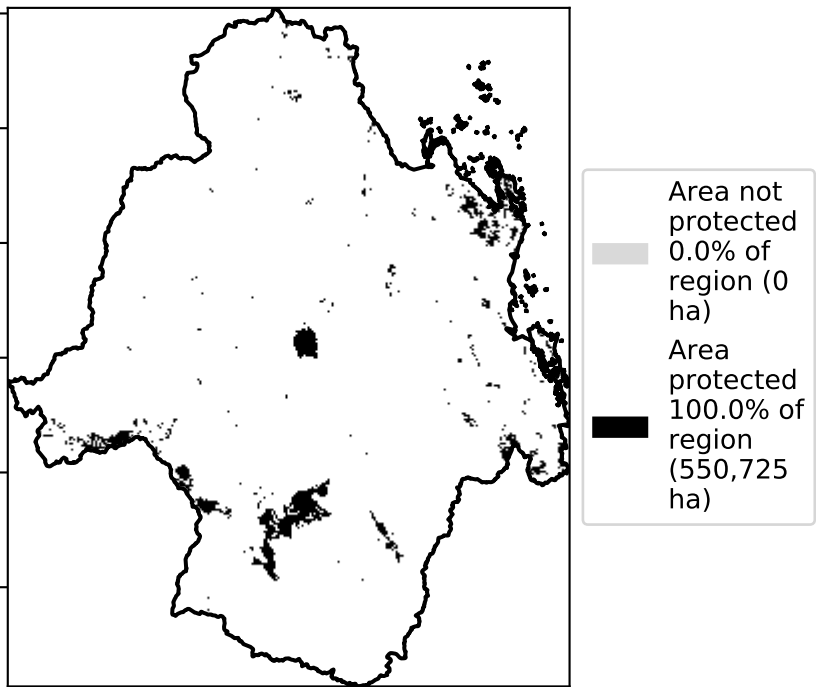 Area not
protected
0.0% of
region (0
ha)
Area
protected
100.0% of
region
(550,725
ha)